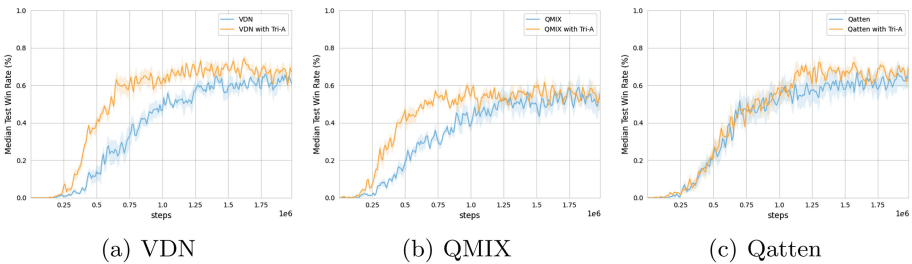 VDN
VDN with Tri-A
Median Test Win Rate (%)
1.0
0.8
0.6
0.4
0.2
0.0
0.25 0.5 0.75 1.0 1.25 1.5 1.75
steps
1e6
(a) VDN
QMIX
QMIX with Tri-A
Median Test Win Rate (%)
1.0
0.8
0.6
0.4
0.2
0.0
0.25 0.5 0.75 1.0 1.25 1.5 1.75
steps
1e6
(b) QMIX
Qatten
Qatten with Tri-A
Median Test Win Rate (%)
1.0
0.8
0.6
0.4
0.2
0.0
0.25 0.5 0.75 1.0 1.25 1.5 1.75
steps
1e6
(c) Qatten